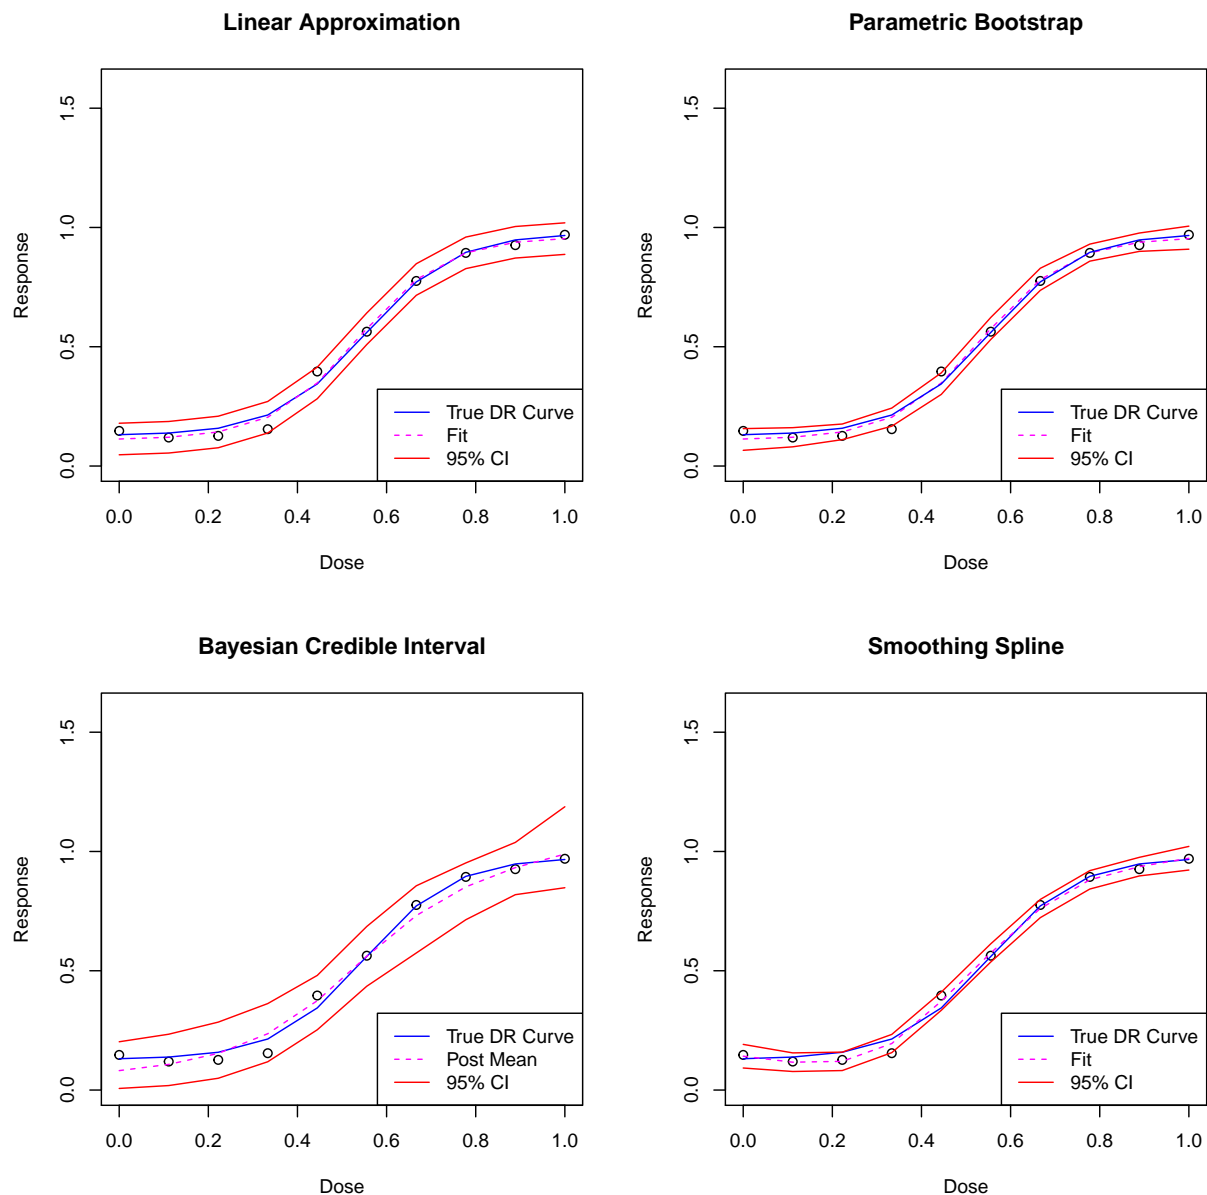 Linear Approximation
Response
0.0
0.5
1.0
1.5
True DR Curve
Fit
95% CI
0.0 0.2 0.4 0.6 0.8 1.0
Dose
Parametric Bootstrap
Response
0.0
0.5
1.0
1.5
True DR Curve
Fit
95% CI
0.0 0.2 0.4 0.6 0.8 1.0
Dose
Bayesian Credible Interval
Response
0.0
0.5
1.0
1.5
True DR Curve
Post Mean
95% CI
0.0 0.2 0.4 0.6 0.8 1.0
Dose
Smoothing Spline
Response
0.0
0.5
1.0
1.5
True DR Curve
Fit
95% CI
0.0 0.2 0.4 0.6 0.8 1.0
Dose